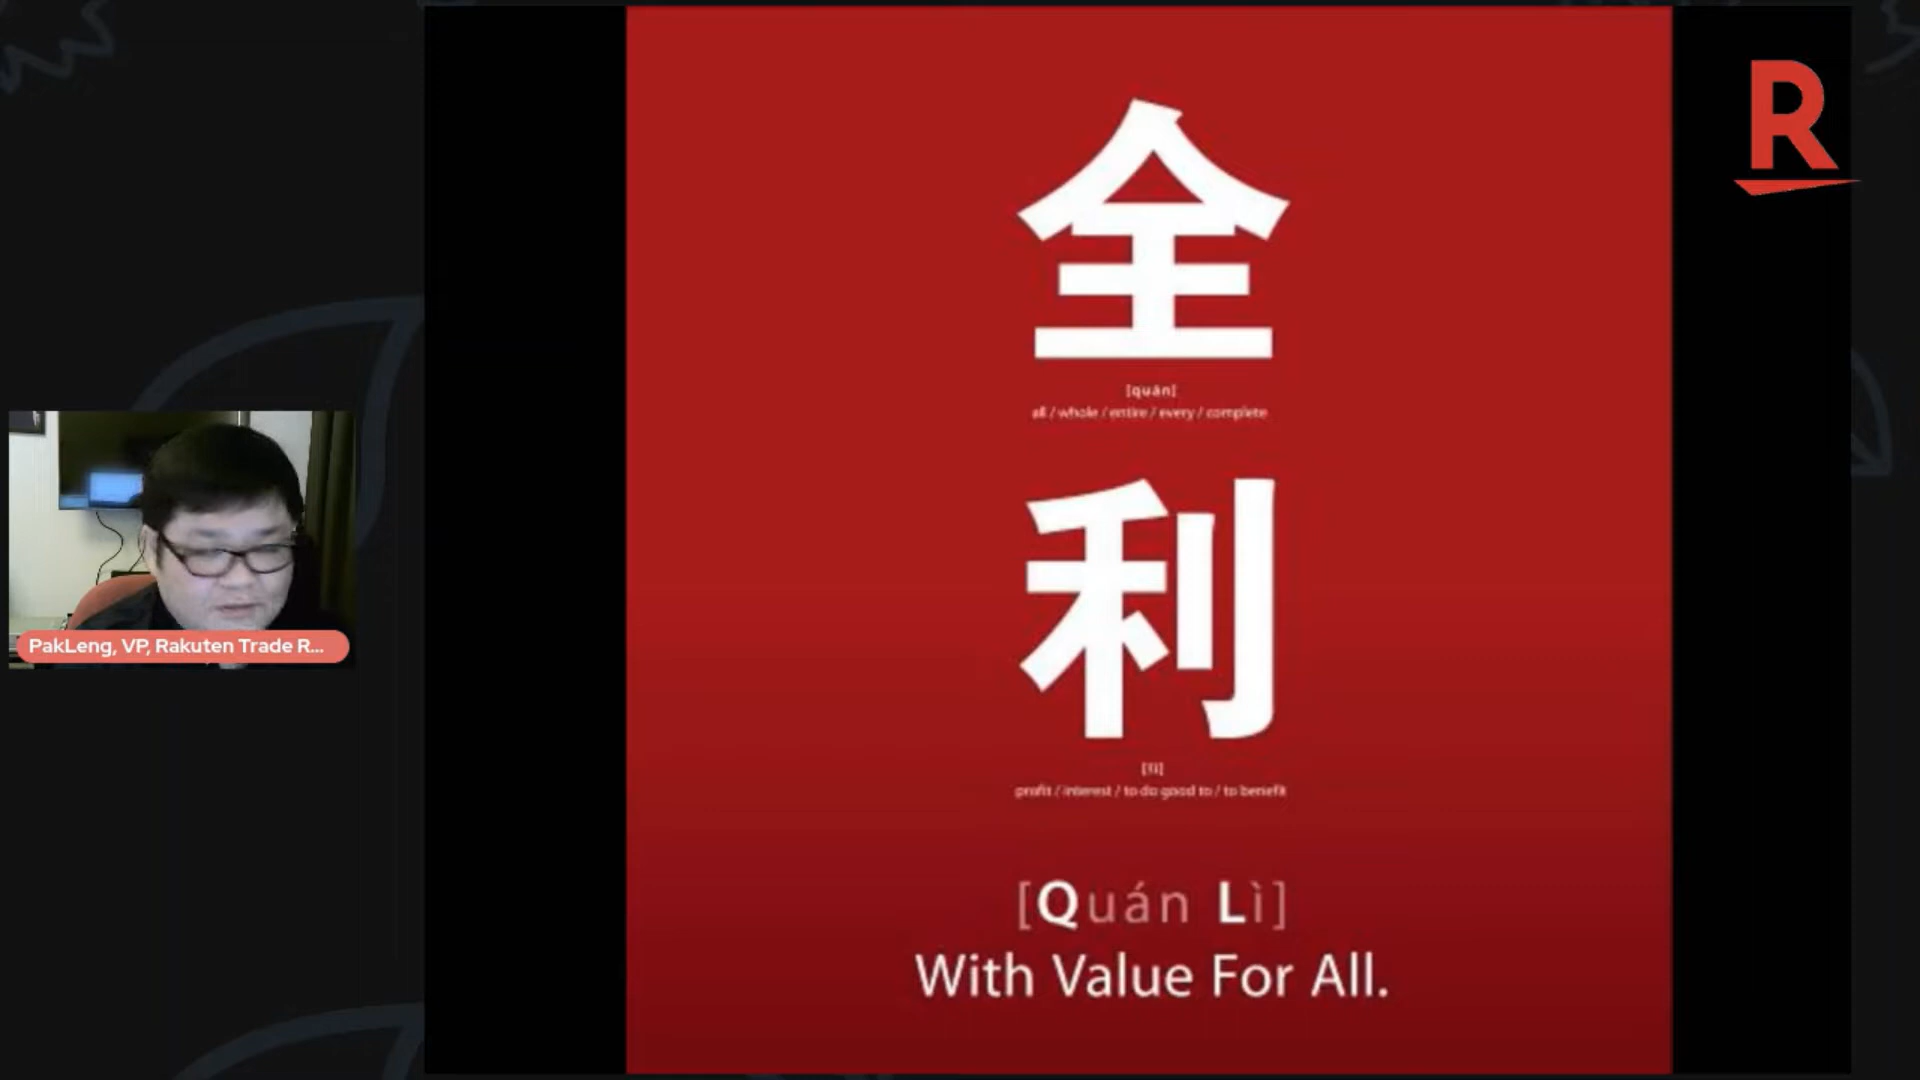 R
全
[quán]
all / whole / entire / every / complete
利
[lì]
profit / interest / to do good to / to benefit
[Quán Lì]
With Value For All.
PakLeng, VP, Rakuten Trade R...